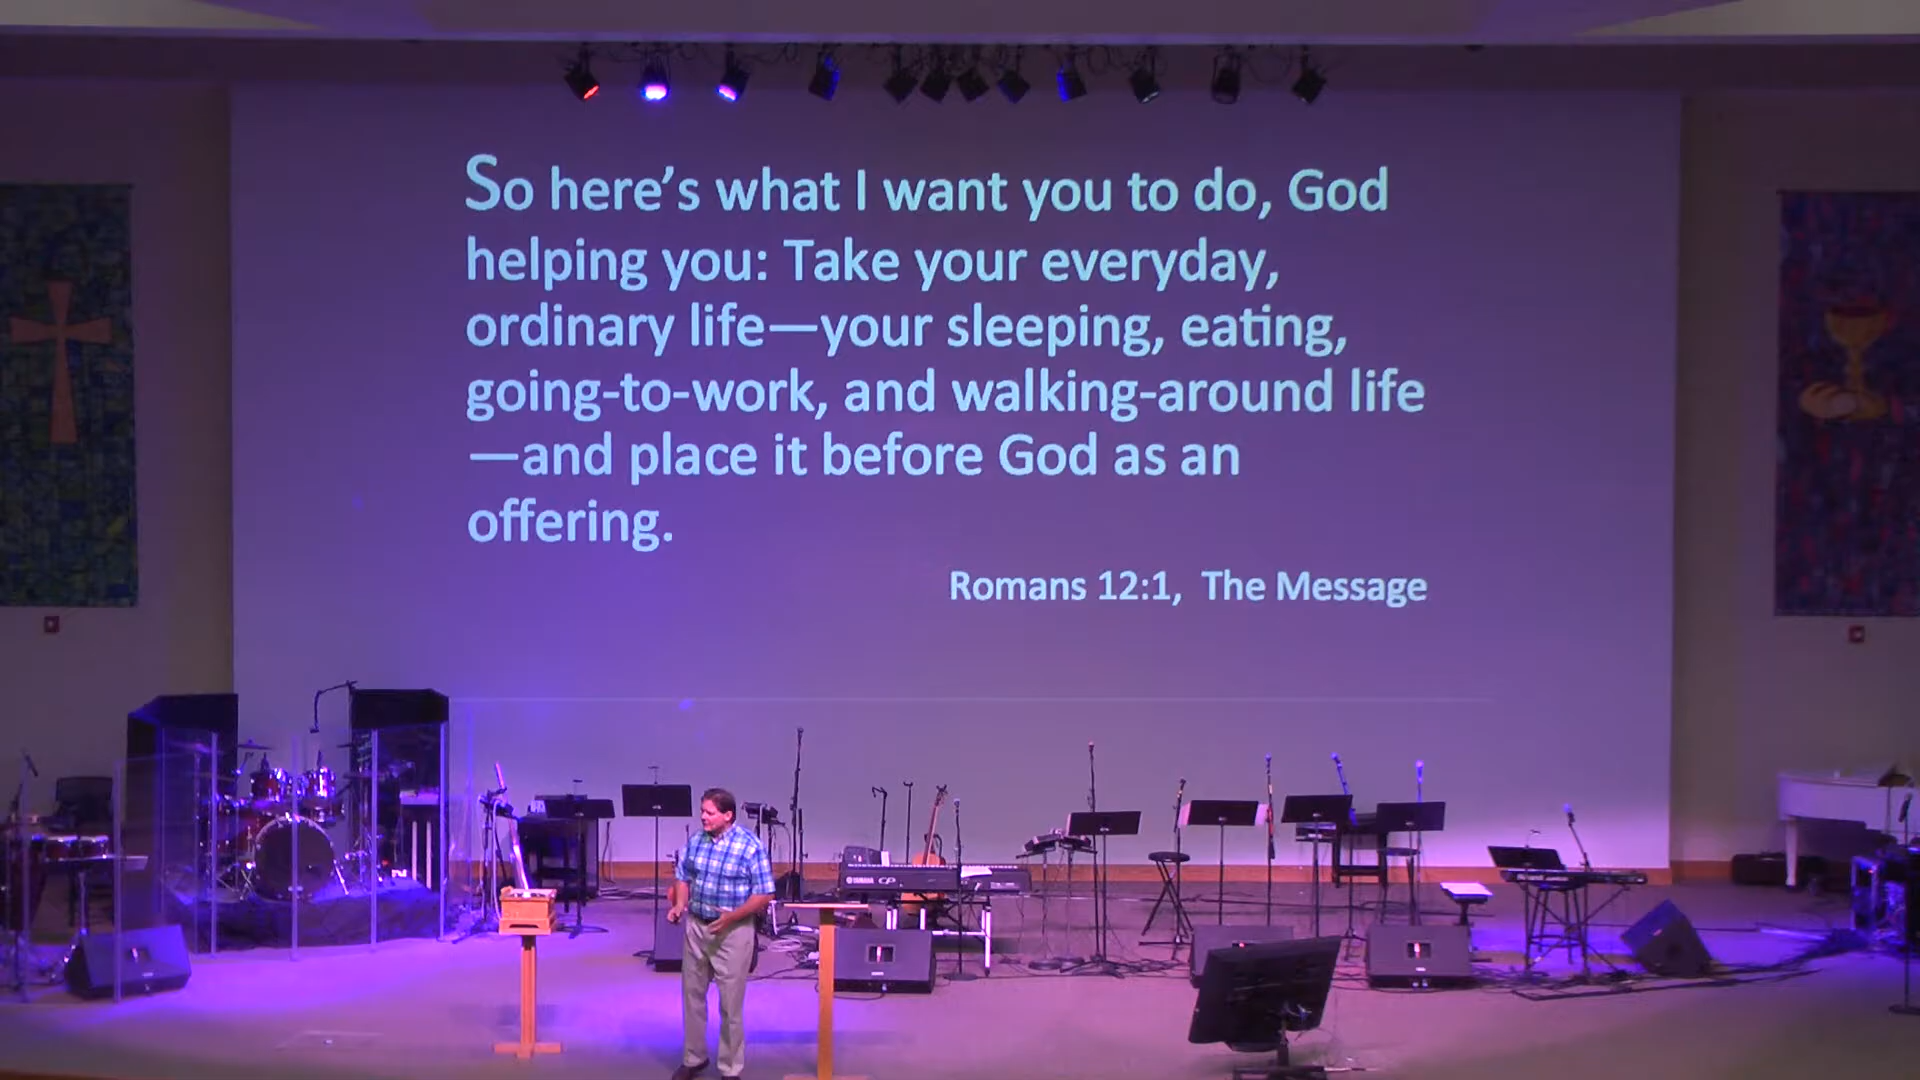 So here's what I want you to do, God
helping you: Take your everyday,
ordinary life—your sleeping, eating,
going-to-work, and walking-around life
—and place it before God as an
offering.
Romans 12:1, The Message
YAMAHA CP